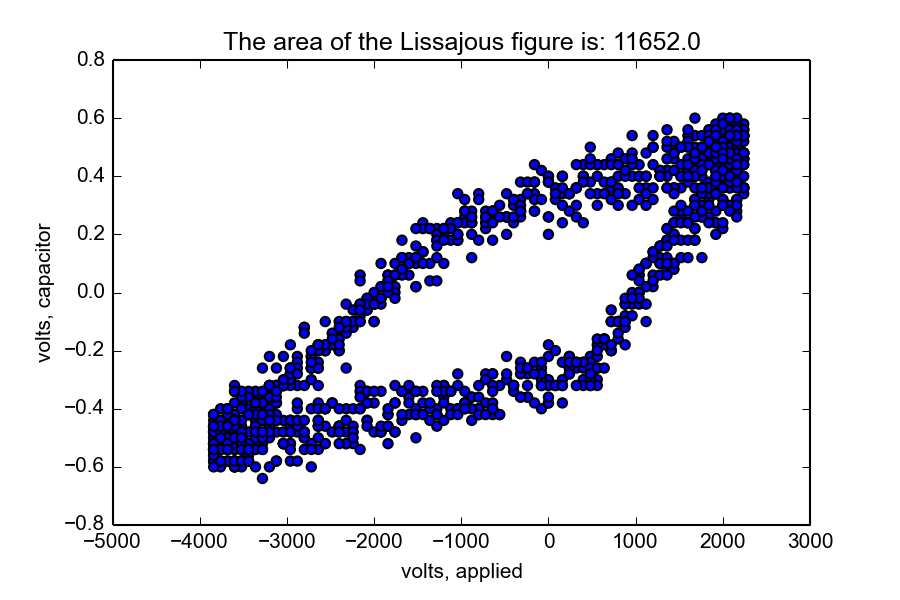 The area of the Lissajous figure is: 11652.0
0.8
0.6
0.4
0.2
0.0
−0.2
−0.4
−0.6
−0.8
volts, capacitor
−5000 −4000 −3000 −2000 −1000 0 1000 2000 3000
volts, applied